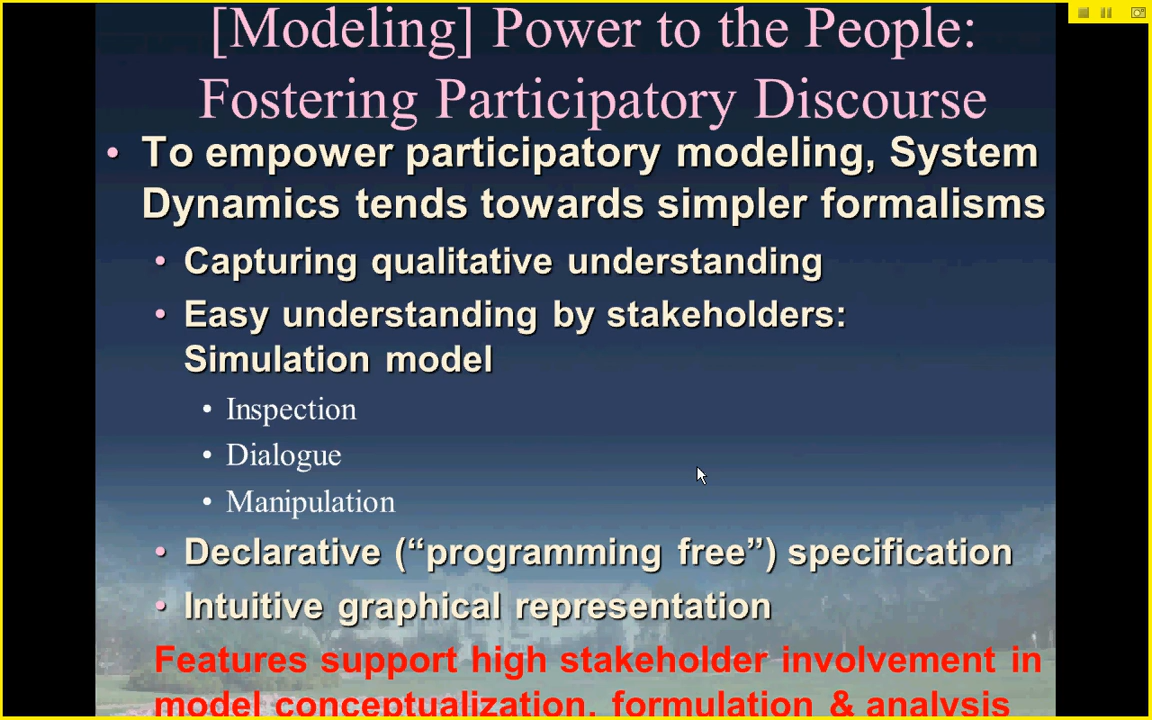 [Modeling] Power to the People:
Fostering Participatory Discourse
• To empower participatory modeling, System
Dynamics tends towards simpler formalisms
• Capturing qualitative understanding
• Easy understanding by stakeholders:
Simulation model
• Inspection
• Dialogue
• Manipulation
• Declarative (“programming free”) specification
• Intuitive graphical representation
Features support high stakeholder involvement in
model conceptualization, formulation & analysis